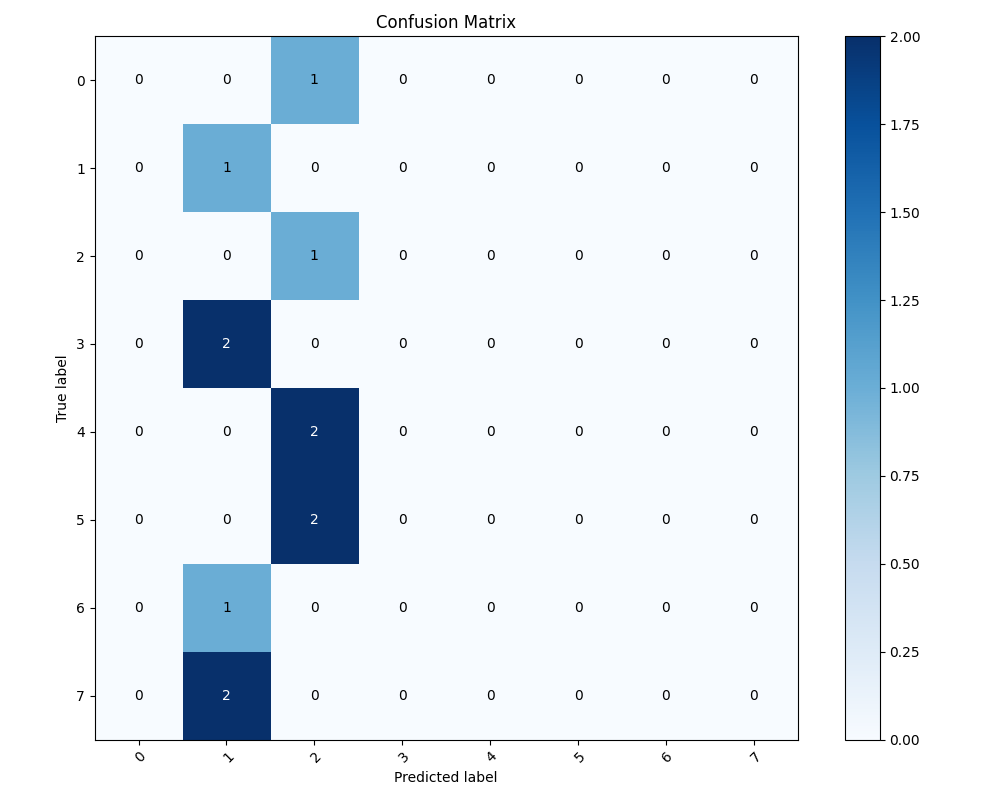 Confusion Matrix
0 0 0 1 0 0 0 0 0
1 0 1 0 0 0 0 0 0
2 0 0 1 0 0 0 0 0
3 0 2 0 0 0 0 0 0
4 0 0 2 0 0 0 0 0
5 0 0 2 0 0 0 0 0
6 0 1 0 0 0 0 0 0
7 0 2 0 0 0 0 0 0
0 1 2 3 4 5 6 7
True label
Predicted label
2.00
1.75
1.50
1.25
1.00
0.75
0.50
0.25
0.00